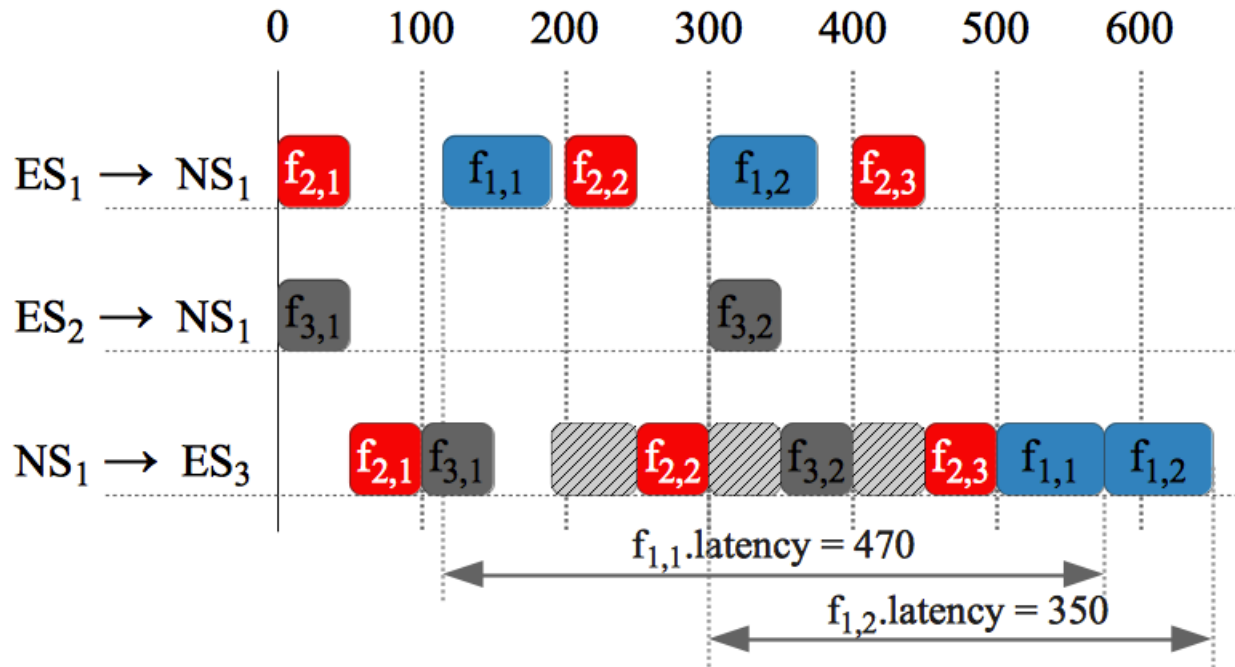 0 100 200 300 400 500 600
ES₁ → NS₁ f₂,₁ f₁,₁ f₂,₂ f₁,₂ f₂,₃
ES₂ → NS₁ f₃,₁ f₃,₂
NS₁ → ES₃ f₂,₁ f₃,₁ f₂,₂ f₃,₂ f₂,₃ f₁,₁ f₁,₂
f₁,₁.latency = 470
f₁,₂.latency = 350